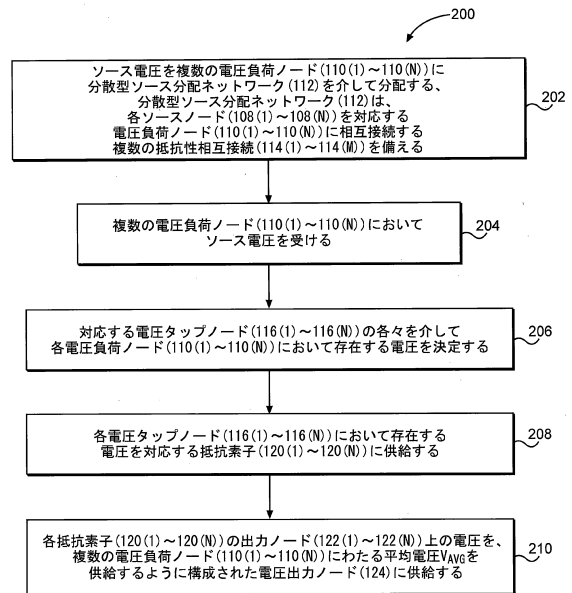 200
ソース電圧を複数の電圧負荷ノード(110(1)~110(N))に
分散型ソース分配ネットワーク(112)を介して分配する、
分散型ソース分配ネットワーク(112)は、
各ソースノード(108(1)~108(N))を対応する
電圧負荷ノード(110(1)~110(N))に相互接続する
複数の抵抗性相互接続(114(1)~114(M))を備える
202
複数の電圧負荷ノード(110(1)~110(N))において
ソース電圧を受ける
204
対応する電圧タップノード(116(1)~116(N))の各々を介して
各電圧負荷ノード(110(1)~110(N))において存在する電圧を決定する
206
各電圧タップノード(116(1)~116(N))において存在する
電圧を対応する抵抗素子(120(1)~120(N))に供給する
208
各抵抗素子(120(1)~120(N))の出力ノード(122(1)~122(N))上の電圧を、
複数の電圧負荷ノード(110(1)~110(N))にわたる平均電圧VAVGを
供給するように構成された電圧出力ノード(124)に供給する
210